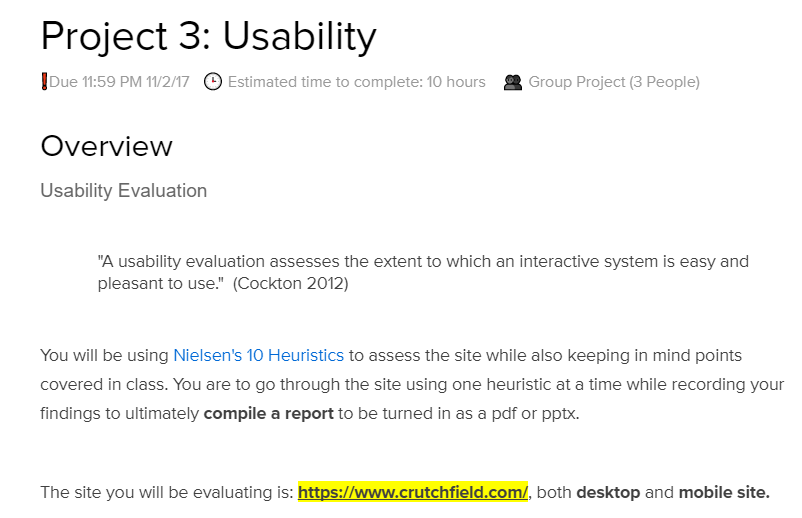 Project 3: Usability
Due 11:59 PM 11/2/17 Estimated time to complete: 10 hours Group Project (3 People)
Overview
Usability Evaluation
"A usability evaluation assesses the extent to which an interactive system is easy and
pleasant to use."  (Cockton 2012)
You will be using Nielsen's 10 Heuristics to assess the site while also keeping in mind points
covered in class. You are to go through the site using one heuristic at a time while recording your
findings to ultimately compile a report to be turned in as a pdf or pptx.
The site you will be evaluating is: https://www.crutchfield.com/, both desktop and mobile site.